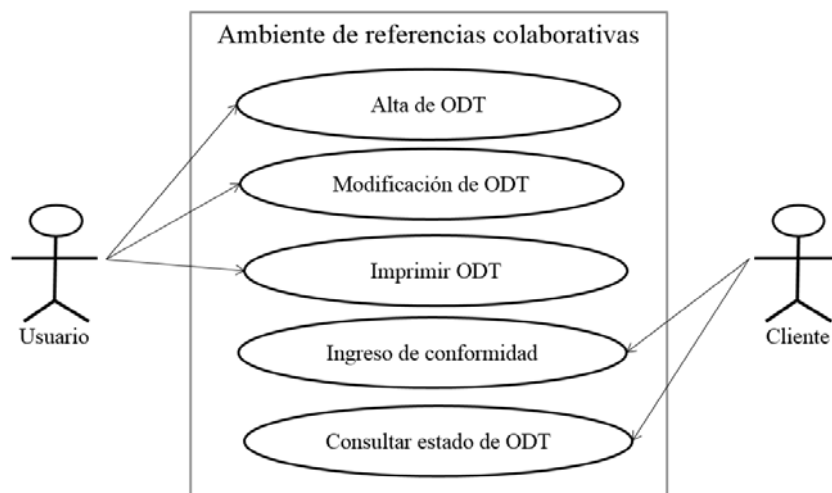 Ambiente de referencias colaborativas
Alta de ODT
Modificación de ODT
Imprimir ODT
Usuario
Ingreso de conformidad
Cliente
Consultar estado de ODT